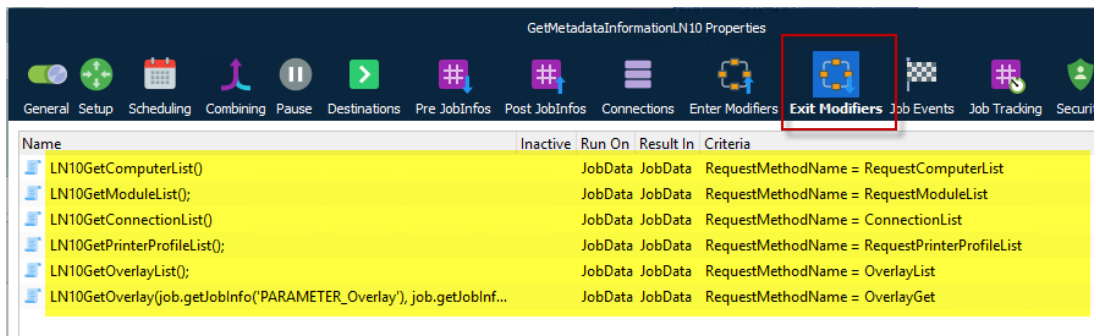 GetMetadataInformationLN10 Properties
General Setup Scheduling Combining Pause Destinations Pre JobInfos Post JobInfos Connections Enter Modifiers Exit Modifiers Job Events Job Tracking Securi
Name Inactive Run On Result In Criteria
LN10GetComputerList() JobData JobData RequestMethodName = RequestComputerList
LN10GetModuleList(); JobData JobData RequestMethodName = RequestModuleList
LN10GetConnectionList() JobData JobData RequestMethodName = ConnectionList
LN10GetPrinterProfileList(); JobData JobData RequestMethodName = RequestPrinterProfileList
LN10GetOverlayList(); JobData JobData RequestMethodName = OverlayList
LN10GetOverlay(job.getJobInfo('PARAMETER_Overlay'), job.getJobInf... JobData JobData RequestMethodName = OverlayGet